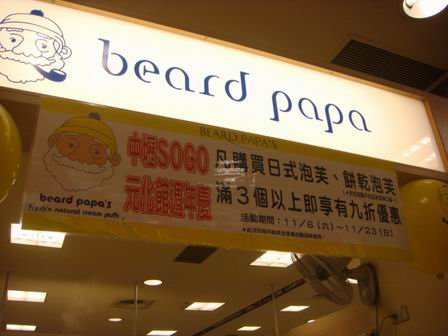 beard papa
BEARD PAPA'S
中壢SOGO
元化館週年慶
凡購買日式泡芙、餅乾泡芙
滿3個以上即享有九折優惠
活動期間：11/8(六)~11/23(日)
beard papa's
fresh'n natural cream puffs